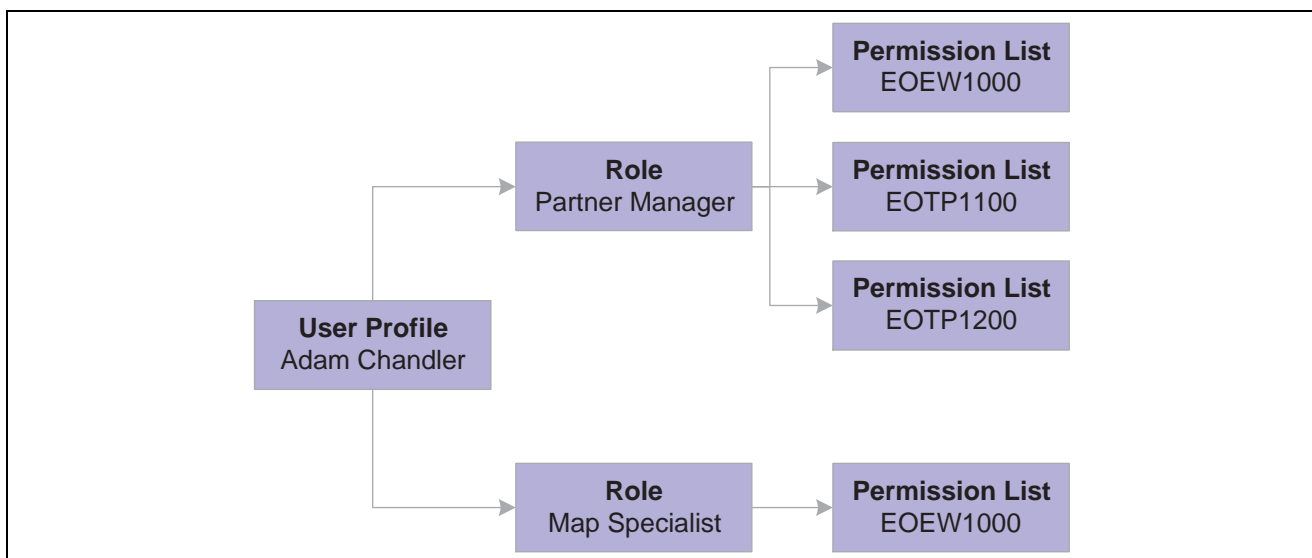 Permission List
EOEW1000
Role
Partner Manager
Permission List
EOTP1100
Permission List
EOTP1200
User Profile
Adam Chandler
Role
Map Specialist
Permission List
EOEW1000